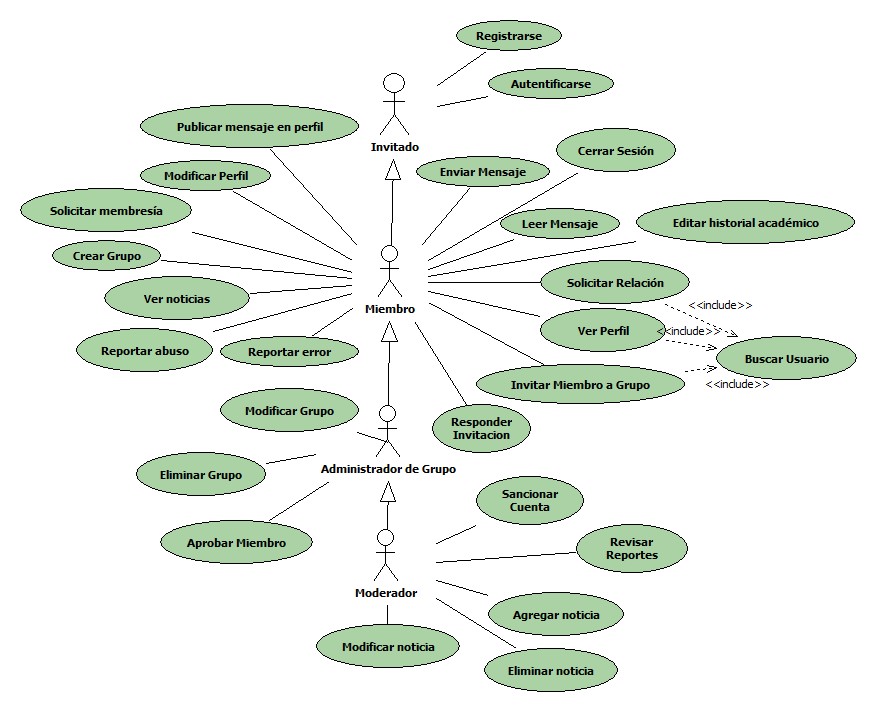 Registrarse
Autentificarse
Publicar mensaje en perfil
Invitado
Cerrar Sesión
Modificar Perfil
Enviar Mensaje
Solicitar membresía
Leer Mensaje
Editar historial académico
Crear Grupo
Solicitar Relación
Ver noticias
Miembro
<<include>>
Ver Perfil
<<include>>
Reportar abuso
Reportar error
Buscar Usuario
Invitar Miembro a Grupo
<<include>>
Modificar Grupo
Responder
Invitacion
Administrador de Grupo
Eliminar Grupo
Sancionar
Cuenta
Aprobar Miembro
Revisar
Reportes
Moderador
Agregar noticia
Modificar noticia
Eliminar noticia